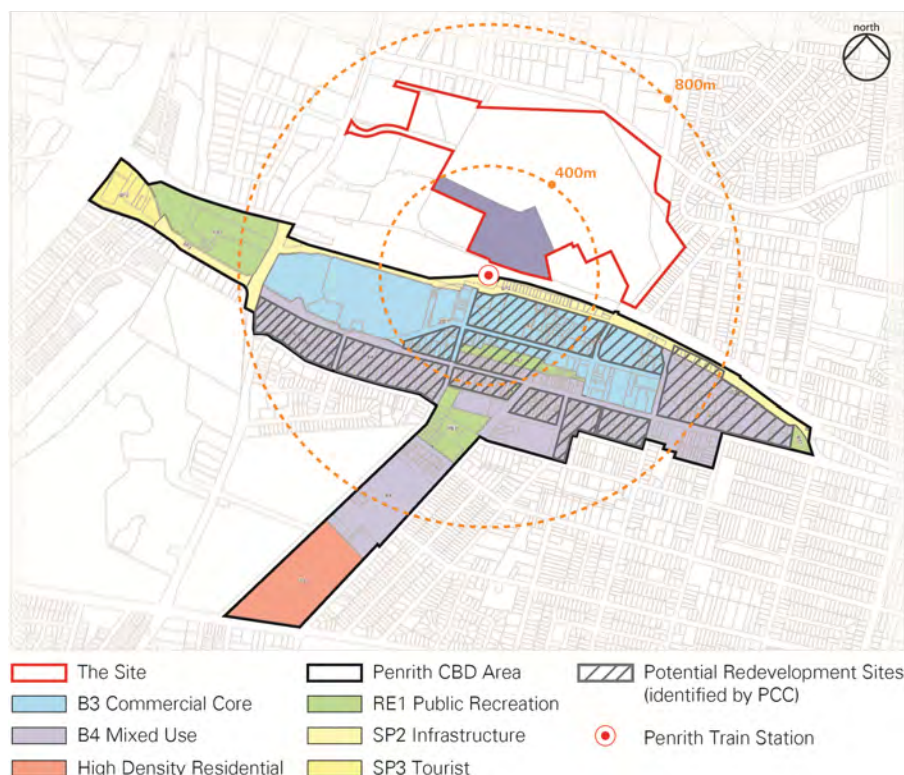 north
800m
400m
The Site
Penrith CBD Area
Potential Redevelopment Sites
(identified by PCC)
B3 Commercial Core
RE1 Public Recreation
B4 Mixed Use
SP2 Infrastructure
Penrith Train Station
High Density Residential
SP3 Tourist